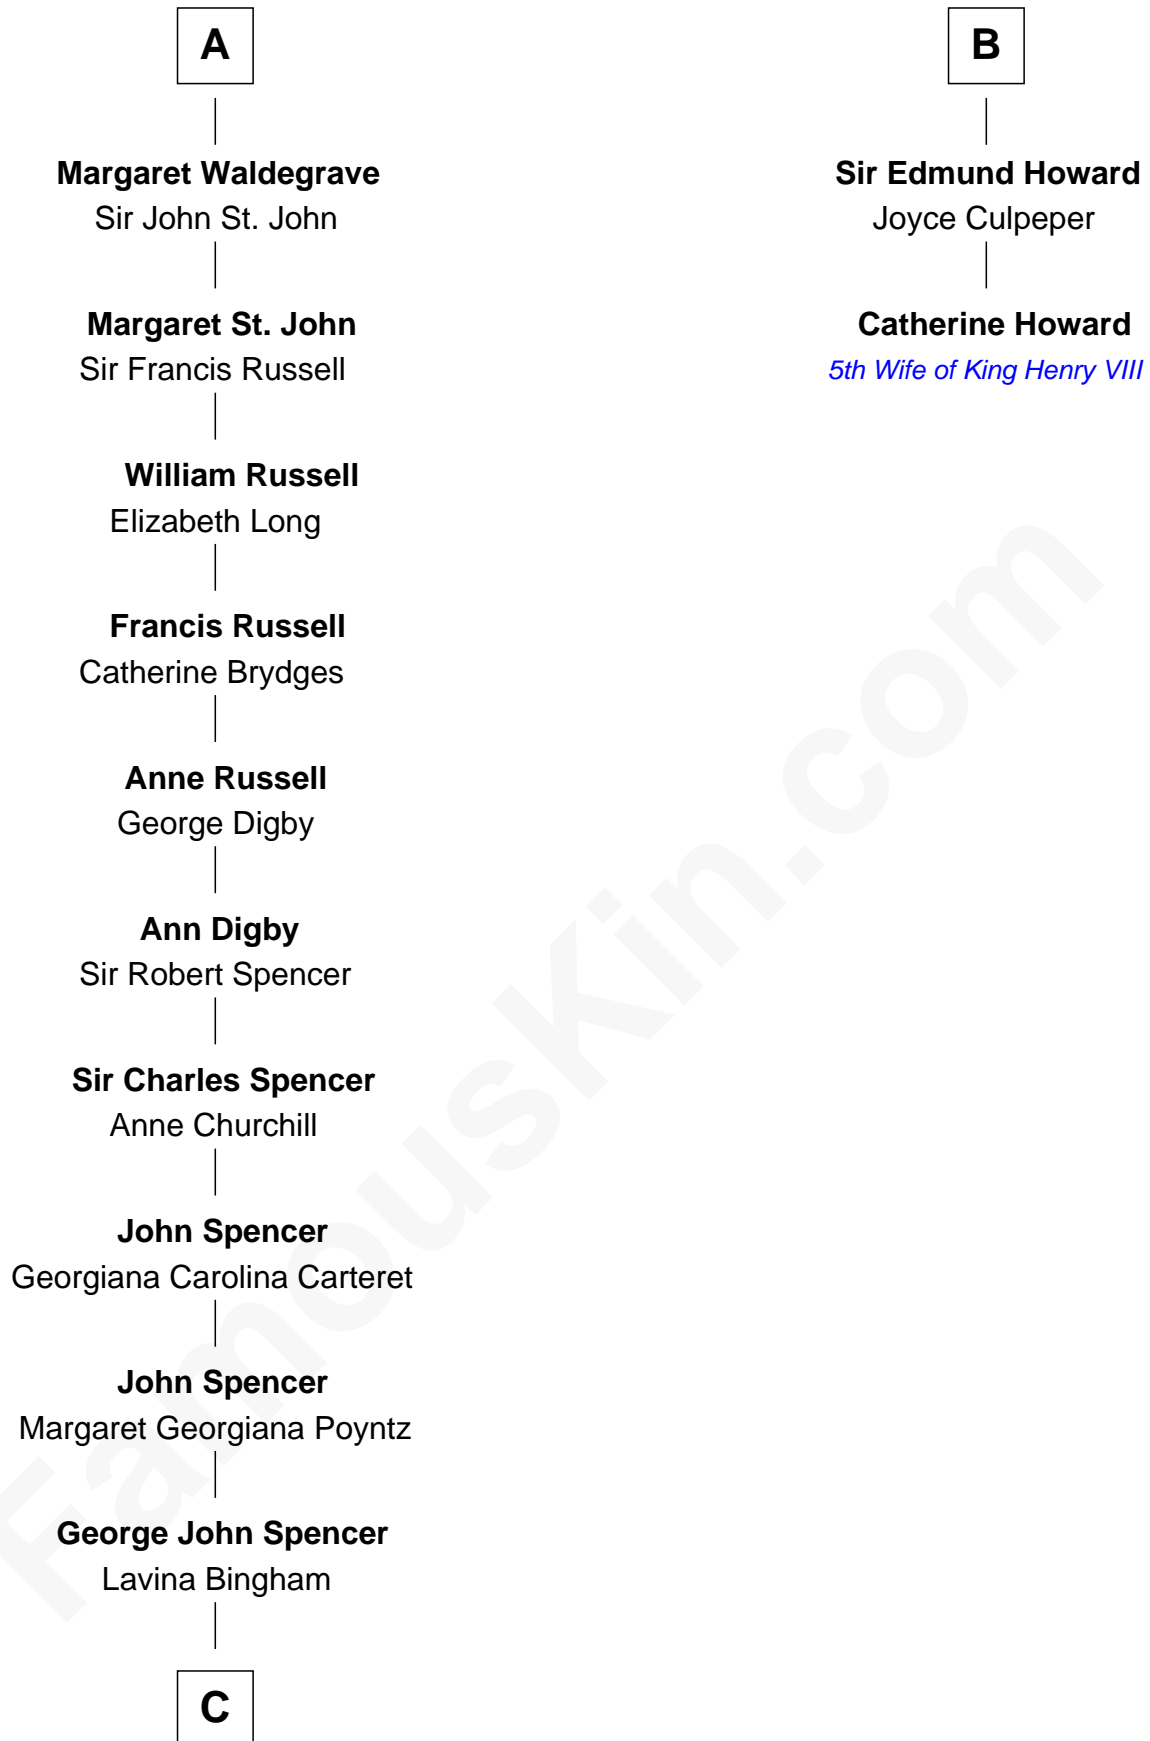 A
Margaret Waldegrave
Sir John St. John
Margaret St. John
Sir Francis Russell
William Russell
Elizabeth Long
Francis Russell
Catherine Brydges
Anne Russell
George Digby
Ann Digby
Sir Robert Spencer
Sir Charles Spencer
Anne Churchill
John Spencer
Georgiana Carolina Carteret
John Spencer
Margaret Georgiana Poyntz
George John Spencer
Lavina Bingham
C
B
Sir Edmund Howard
Joyce Culpeper
Catherine Howard
5th Wife of King Henry VIII
FamousKin.com